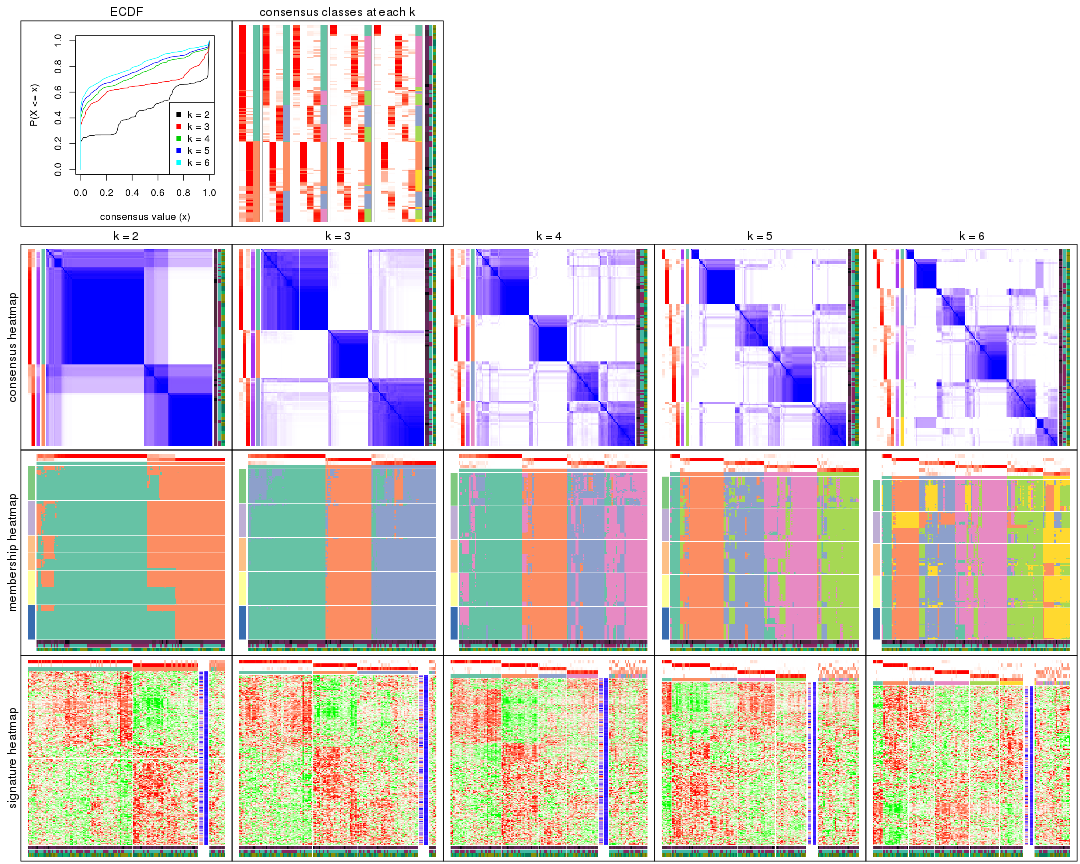 ECDF
consensus classes at each k
P(X <= x)
0.0
0.2
0.4
0.6
0.8
1.0
k = 2
k = 3
k = 4
k = 5
k = 6
0.0 0.2 0.4 0.6 0.8 1.0
consensus value (x)
k = 2
k = 3
k = 4
k = 5
k = 6
consensus heatmap
membership heatmap
signature heatmap